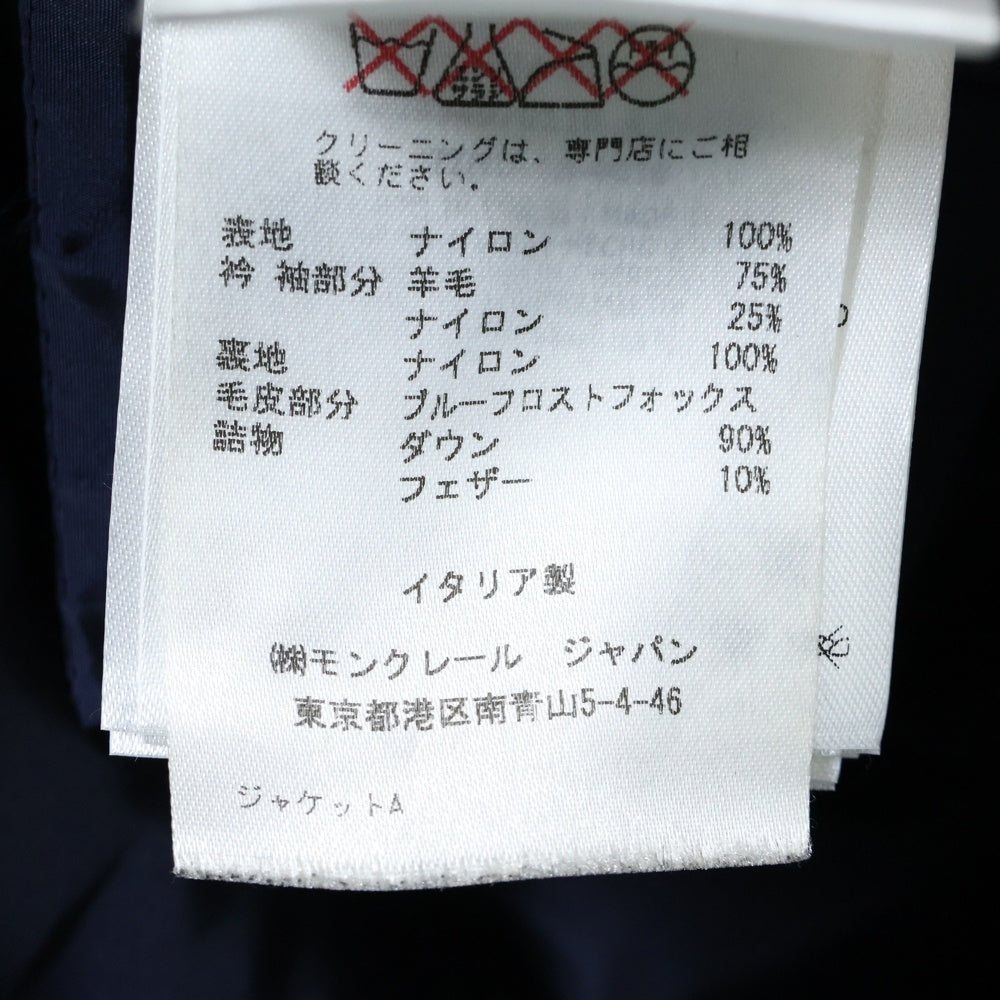 クリーニングは、専門店にご相
談ください。
表地 ナイロン 100%
衿 袖部分 羊毛 75%
ナイロン 25%
裏地 ナイロン 100%
毛皮部分 ブルーフロストフォックス
詰物 ダウン 90%
フェザー 10%
イタリア製
㈱モンクレール ジャパン
東京都港区南青山5-4-46
ジャケットA